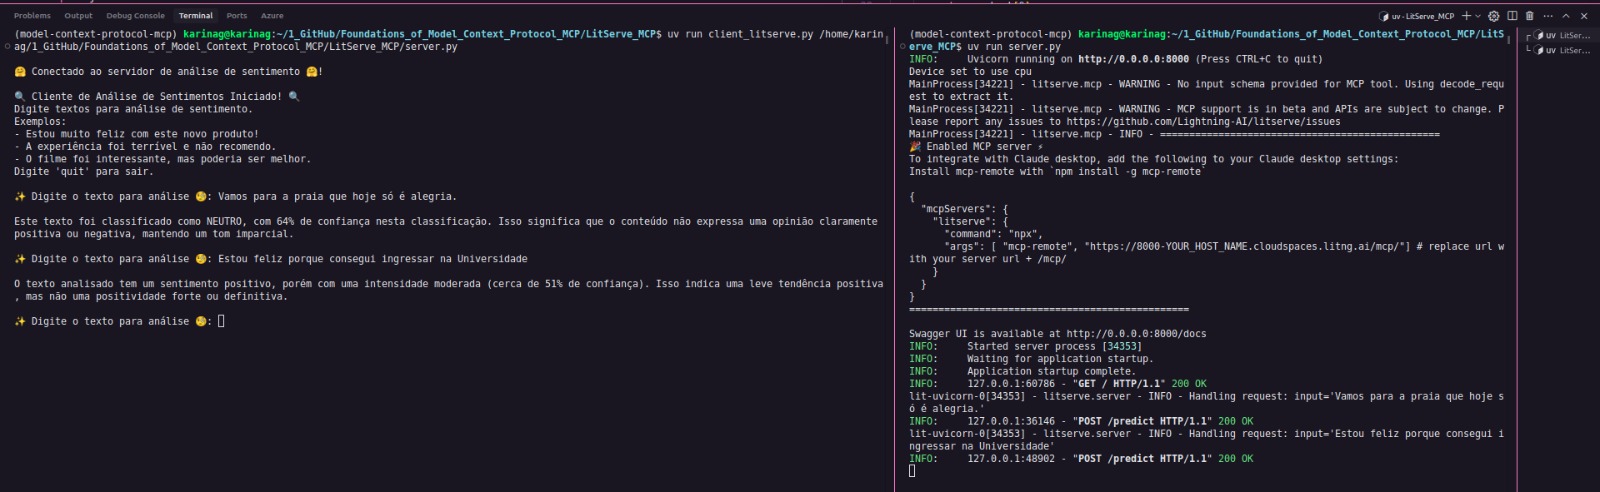 Problems Output Debug Console Terminal Ports Azure
uv - LitServe_MCP
(model-context-protocol-mcp) karinag@karinag:~/1_GitHub/Foundations_of_Model_Context_Protocol_MCP/LitServe_MCP$ uv run client_litserve.py /home/karin
ag/1_GitHub/Foundations_of_Model_Context_Protocol_MCP/LitServe_MCP/server.py
🤗 Conectado ao servidor de análise de sentimento 🤗!
🔍 Cliente de Análise de Sentimentos Iniciado! 🔍
Digite textos para análise de sentimento.
Exemplos:
- Estou muito feliz com este novo produto!
- A experiência foi terrível e não recomendo.
- O filme foi interessante, mas poderia ser melhor.
Digite 'quit' para sair.
✨ Digite o texto para análise 🧐: Vamos para a praia que hoje só é alegria.
Este texto foi classificado como NEUTRO, com 64% de confiança nesta classificação. Isso significa que o conteúdo não expressa uma opinião claramente
positiva ou negativa, mantendo um tom imparcial.
✨ Digite o texto para análise 🧐: Estou feliz porque consegui ingressar na Universidade
O texto analisado tem um sentimento positivo, porém com uma intensidade moderada (cerca de 51% de confiança). Isso indica uma leve tendência positiva
, mas não uma positividade forte ou definitiva.
✨ Digite o texto para análise 🧐:
(model-context-protocol-mcp) karinag@karinag:~/1_GitHub/Foundations_of_Model_Context_Protocol_MCP/LitS
erve_MCP$ uv run server.py
INFO: Uvicorn running on http://0.0.0.0:8000 (Press CTRL+C to quit)
Device set to use cpu
MainProcess[34221] - litserve.mcp - WARNING - No input schema provided for MCP tool. Using decode_requ
est to extract it.
MainProcess[34221] - litserve.mcp - WARNING - MCP support is in beta and APIs are subject to change. P
lease report any issues to https://github.com/Lightning-AI/litserve/issues
MainProcess[34221] - litserve.mcp - INFO - ================================================
🎉 Enabled MCP server ⚡
To integrate with Claude desktop, add the following to your Claude desktop settings:
Install mcp-remote with `npm install -g mcp-remote`
{
"mcpServers": {
"litserve": {
"command": "npx",
"args": [ "mcp-remote", "https://8000-YOUR_HOST_NAME.cloudspaces.litng.ai/mcp/"] # replace url w
ith your server url + /mcp/
}
}
}
================================================
Swagger UI is available at http://0.0.0.0:8000/docs
INFO: Started server process [34353]
INFO: Waiting for application startup.
INFO: Application startup complete.
INFO: 127.0.0.1:60786 - "GET / HTTP/1.1" 200 OK
lit-uvicorn-0[34353] - litserve.server - INFO - Handling request: input='Vamos para a praia que hoje s
ó é alegria.'
INFO: 127.0.0.1:36146 - "POST /predict HTTP/1.1" 200 OK
lit-uvicorn-0[34353] - litserve.server - INFO - Handling request: input='Estou feliz porque consegui i
ngressar na Universidade'
INFO: 127.0.0.1:48902 - "POST /predict HTTP/1.1" 200 OK
uv LitSer...
uv LitSe...